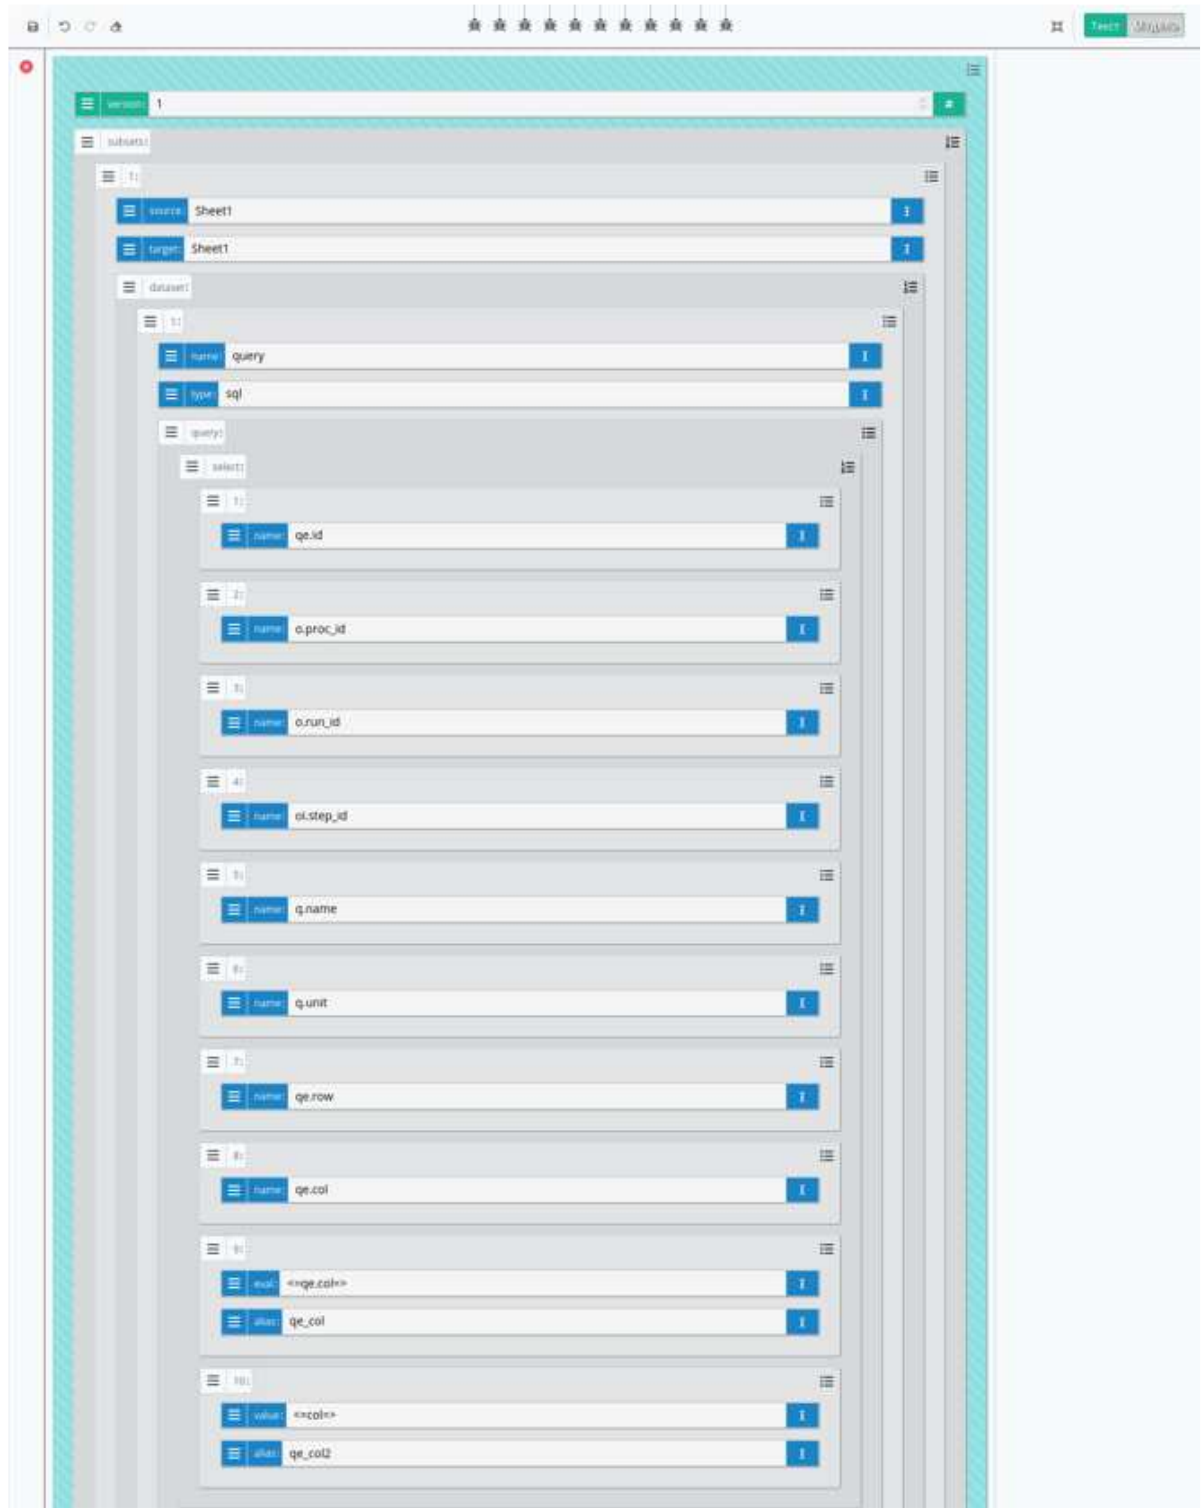 Текст Модель
version: 1 #
subsets:
1:
source: Sheet1 I
target: Sheet1 I
dataset:
1:
name: query I
type: sql I
query:
select:
1:
name: qe.id I
2:
name: o.proc_id I
3:
name: o.run_id I
4:
name: oi.step_id I
5:
name: q.name I
6:
name: q.unit I
7:
name: qe.row I
8:
name: qe.col I
9:
eval: <=qe.col=> I
alias: qe_col I
10:
value: <=col=> I
alias: qe_col2 I